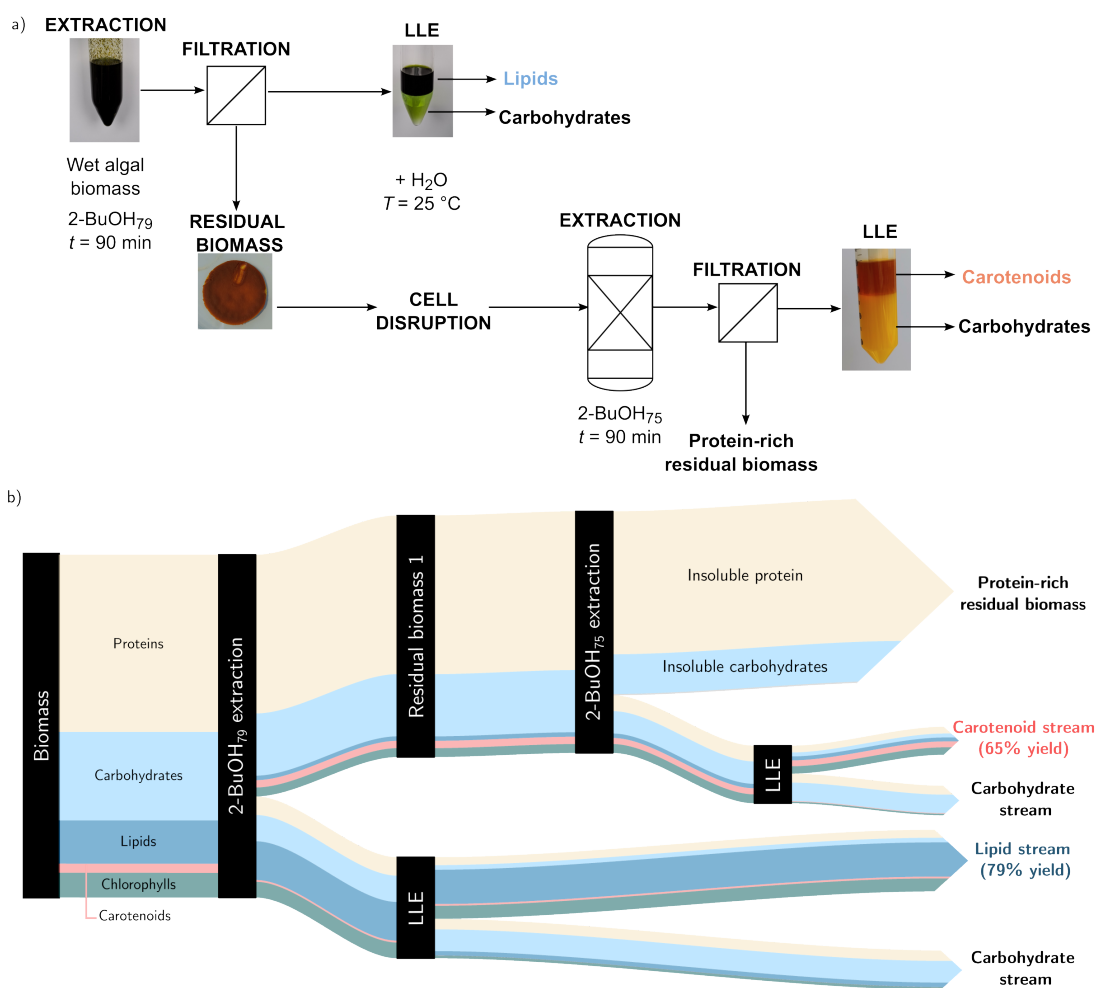 a)
EXTRACTION
FILTRATION
LLE
Lipids
Carbohydrates
Wet algal
biomass
2-BuOH79
t = 90 min
+ H2O
T = 25 °C
RESIDUAL
BIOMASS
CELL
DISRUPTION
EXTRACTION
2-BuOH75
t = 90 min
FILTRATION
LLE
Carotenoids
Carbohydrates
Protein-rich
residual biomass
b)
Biomass
Proteins
Carbohydrates
Lipids
Chlorophylls
Carotenoids
2-BuOH79 extraction
Residual biomass 1
2-BuOH75 extraction
Insoluble protein
Insoluble carbohydrates
Protein-rich
residual biomass
LLE
Carotenoid stream
(65% yield)
Carbohydrate
stream
LLE
Lipid stream
(79% yield)
Carbohydrate
stream